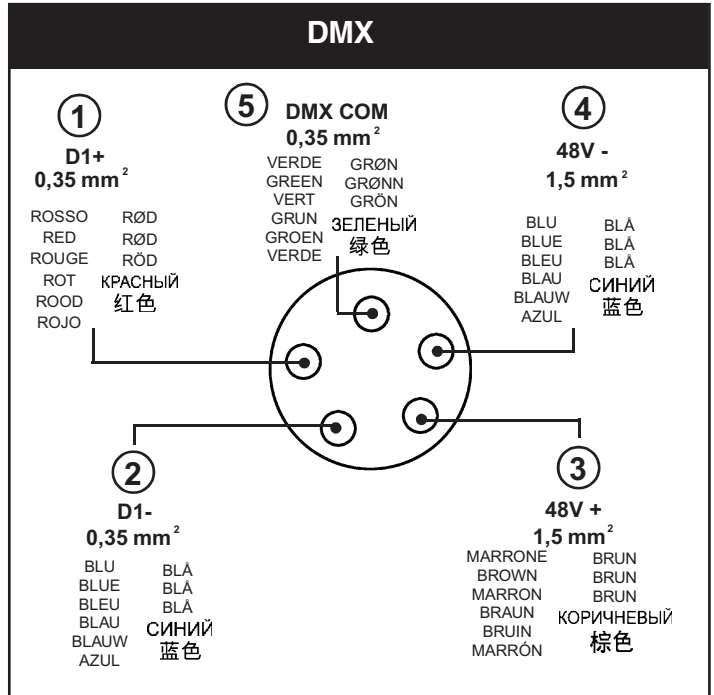 DMX
1
D1+
0,35 mm²
ROSSO
RED
ROUGE
ROT
ROOD
ROJO
RØD
RØD
RÖD
КРАСНЫЙ
红色
5
DMX COM
0,35 mm²
VERDE
GREEN
VERT
GRUN
GROEN
VERDE
GRØN
GRØNN
GRÖN
ЗЕЛЕНЫЙ
绿色
4
48V -
1,5 mm²
BLU
BLUE
BLEU
BLAU
BLAUW
AZUL
BLÅ
BLÅ
BLÅ
СИНИЙ
蓝色
2
D1-
0,35 mm²
BLU
BLUE
BLEU
BLAU
BLAUW
AZUL
BLÅ
BLÅ
BLÅ
СИНИЙ
蓝色
3
48V +
1,5 mm²
MARRONE
BROWN
MARRON
BRAUN
BRUIN
MARRÓN
BRUN
BRUN
BRUN
КОРИЧНЕВЫЙ
棕色